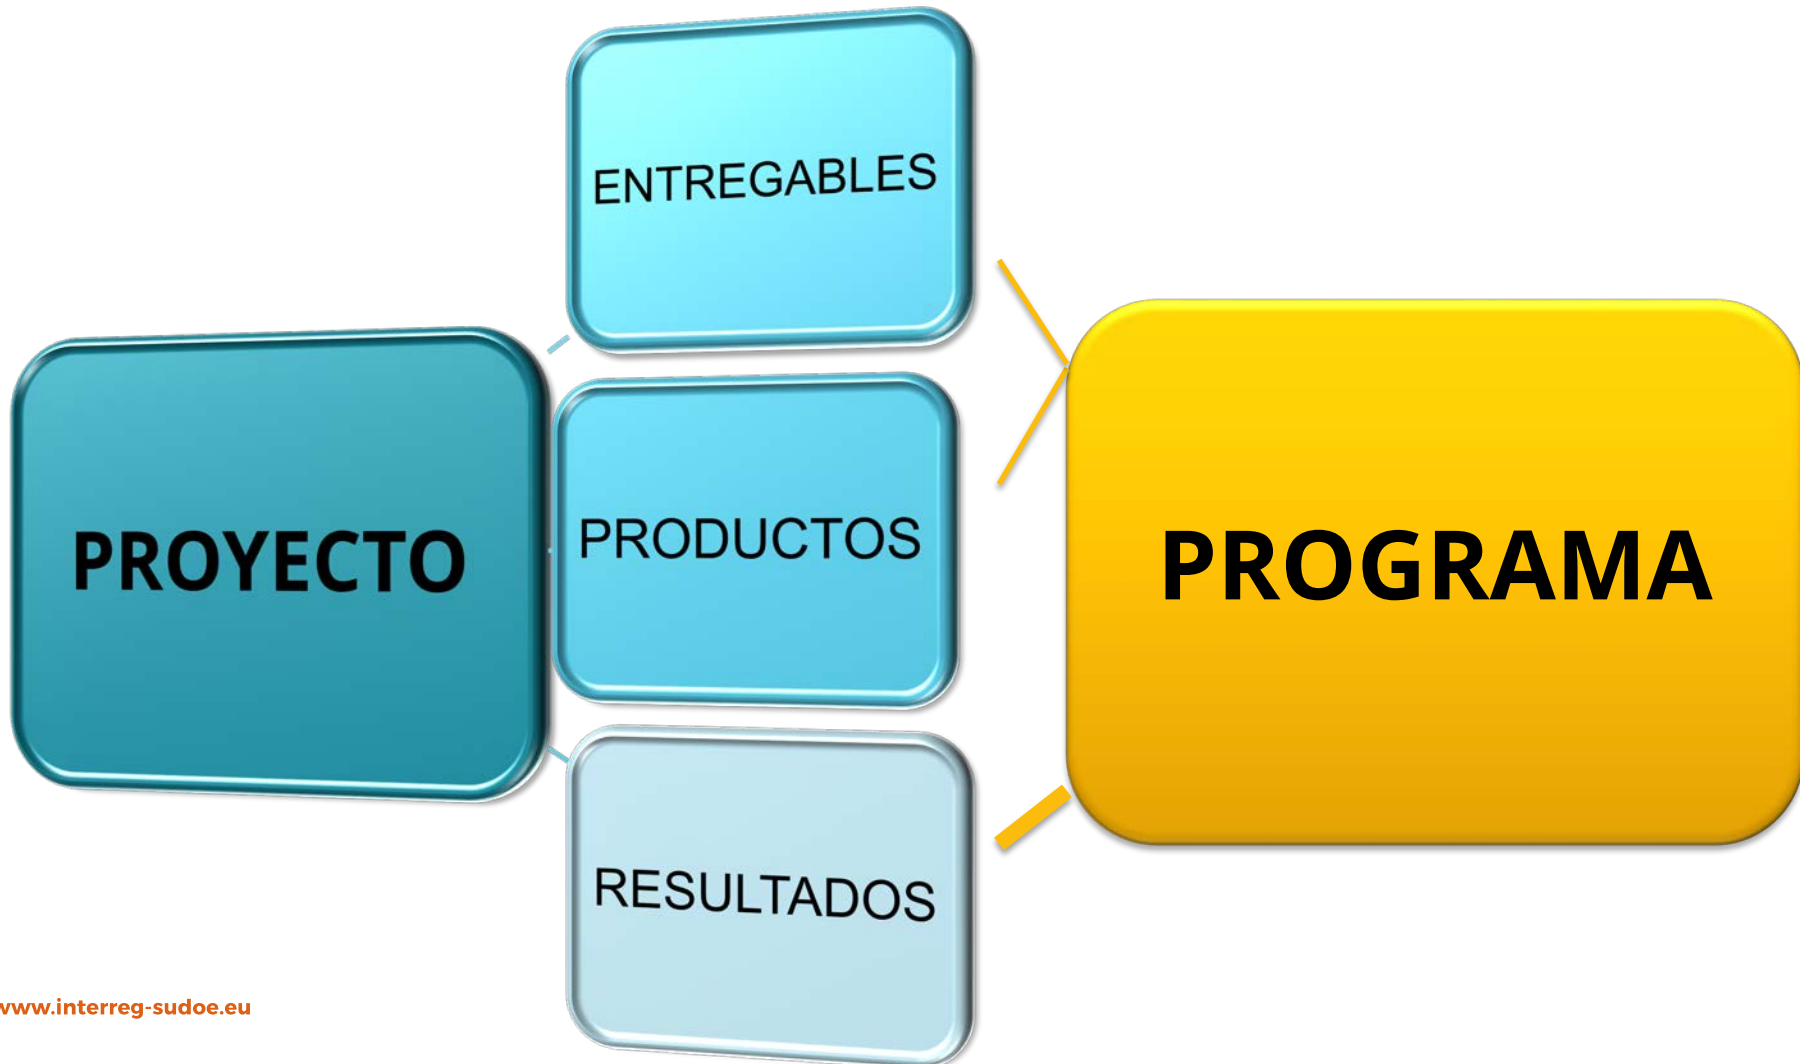 ENTREGABLES
PROYECTO
PRODUCTOS
PROGRAMA
RESULTADOS
www.interreg-sudoe.eu